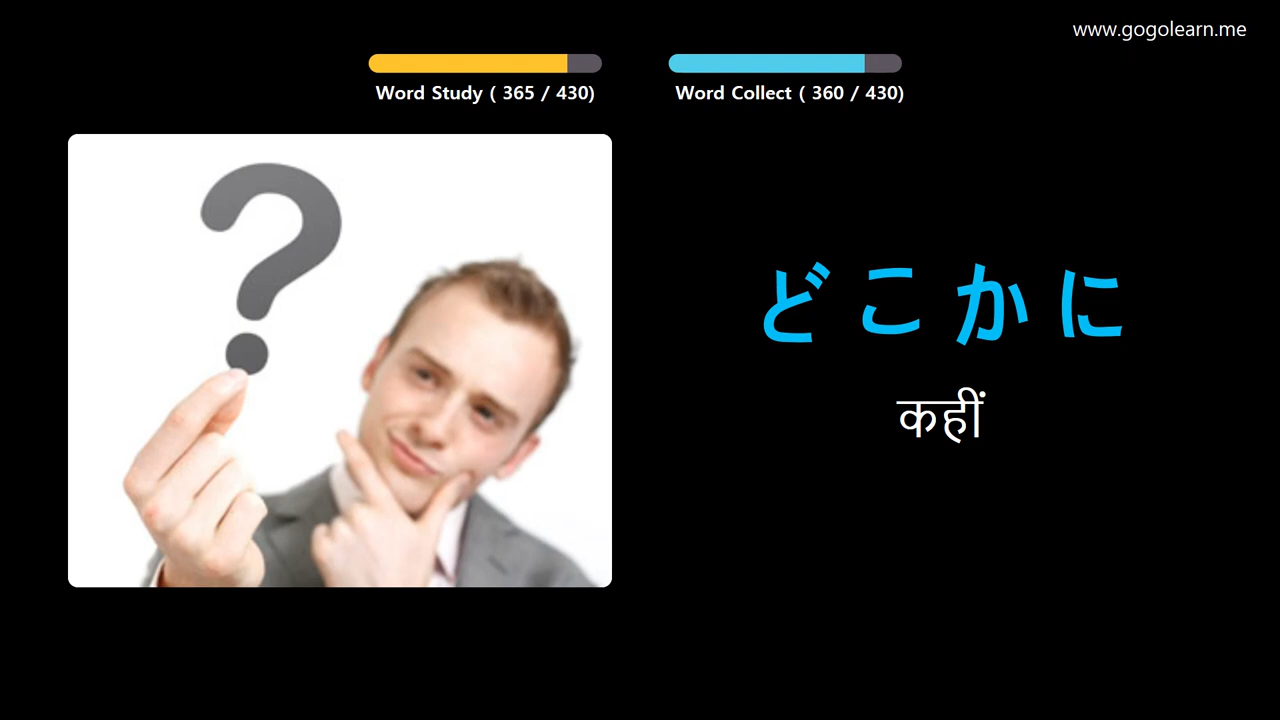 www.gogolearn.me
Word Study ( 365 / 430)
Word Collect ( 360 / 430)
?
どこかに
कहीं